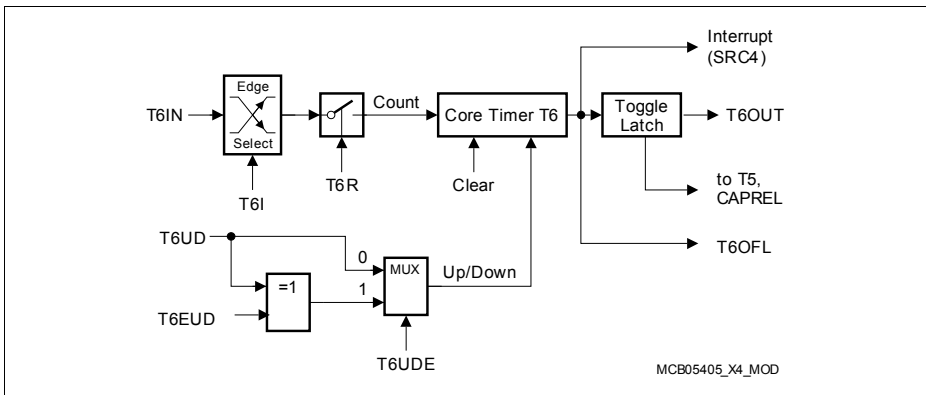 Interrupt
(SRC4)
T6IN
Edge
Select
T6I
T6R
Count
Core Timer T6
Clear
Toggle
Latch
T6OUT
to T5,
CAPREL
T6OFL
T6UD
0
MUX
Up/Down
=1
1
T6EUD
T6UDE
MCB05405_X4_MOD